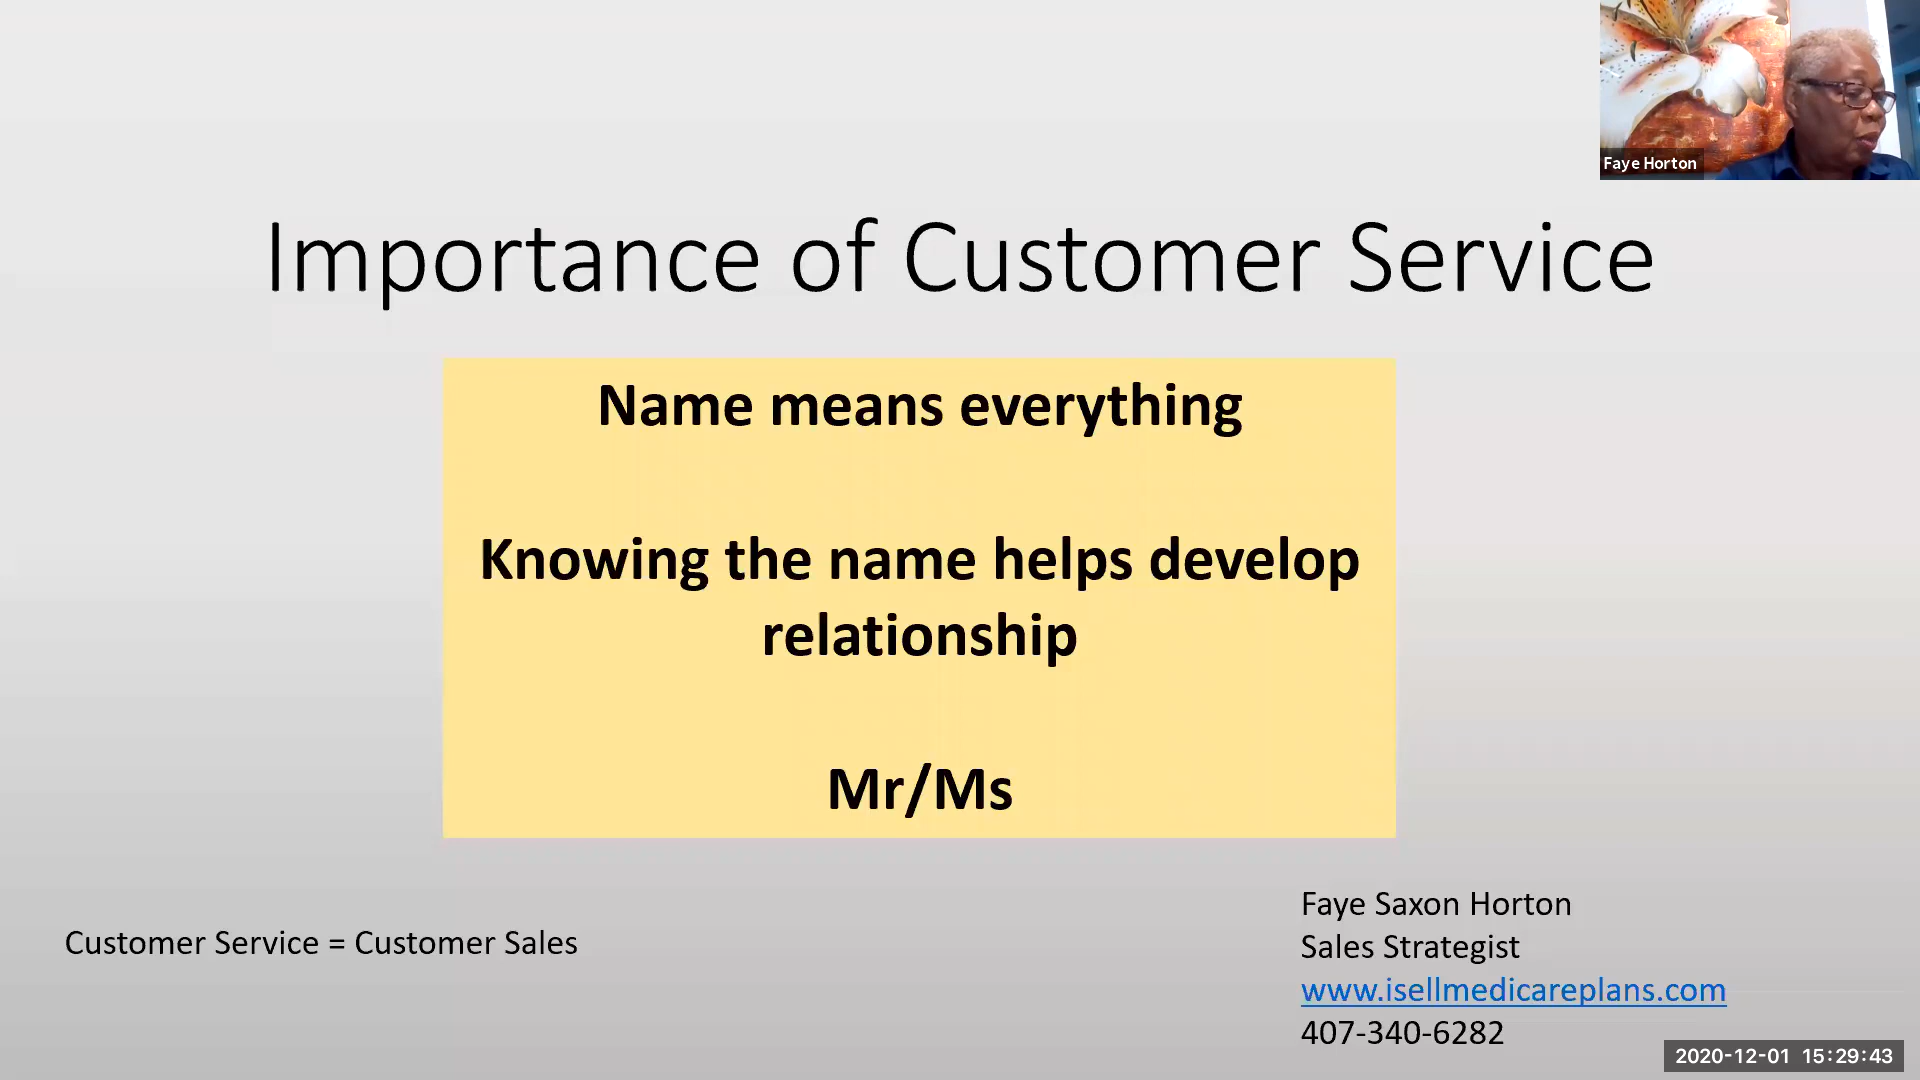 Faye Horton
Importance of Customer Service
Name means everything
Knowing the name helps develop
relationship
Mr/Ms
Customer Service = Customer Sales
Faye Saxon Horton
Sales Strategist
www.isellmedicareplans.com
407-340-6282
2020-12-01 15:29:43